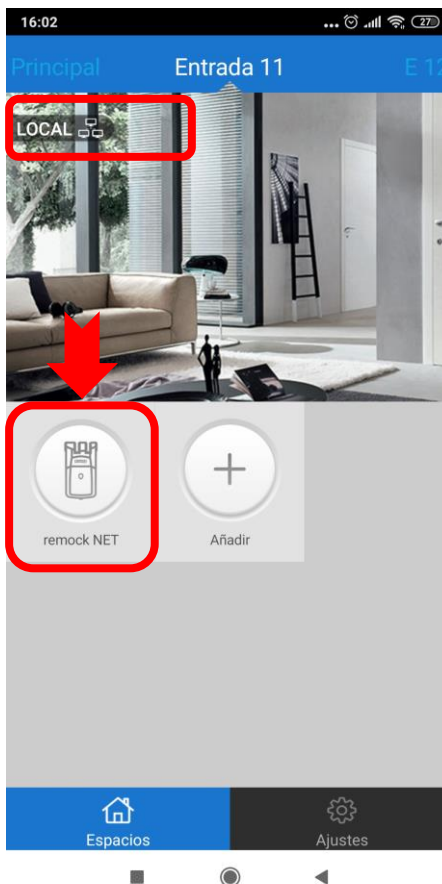 16:02
27
Principal Entrada 11 E 12
LOCAL
remock NET
Añadir
Espacios Ajustes